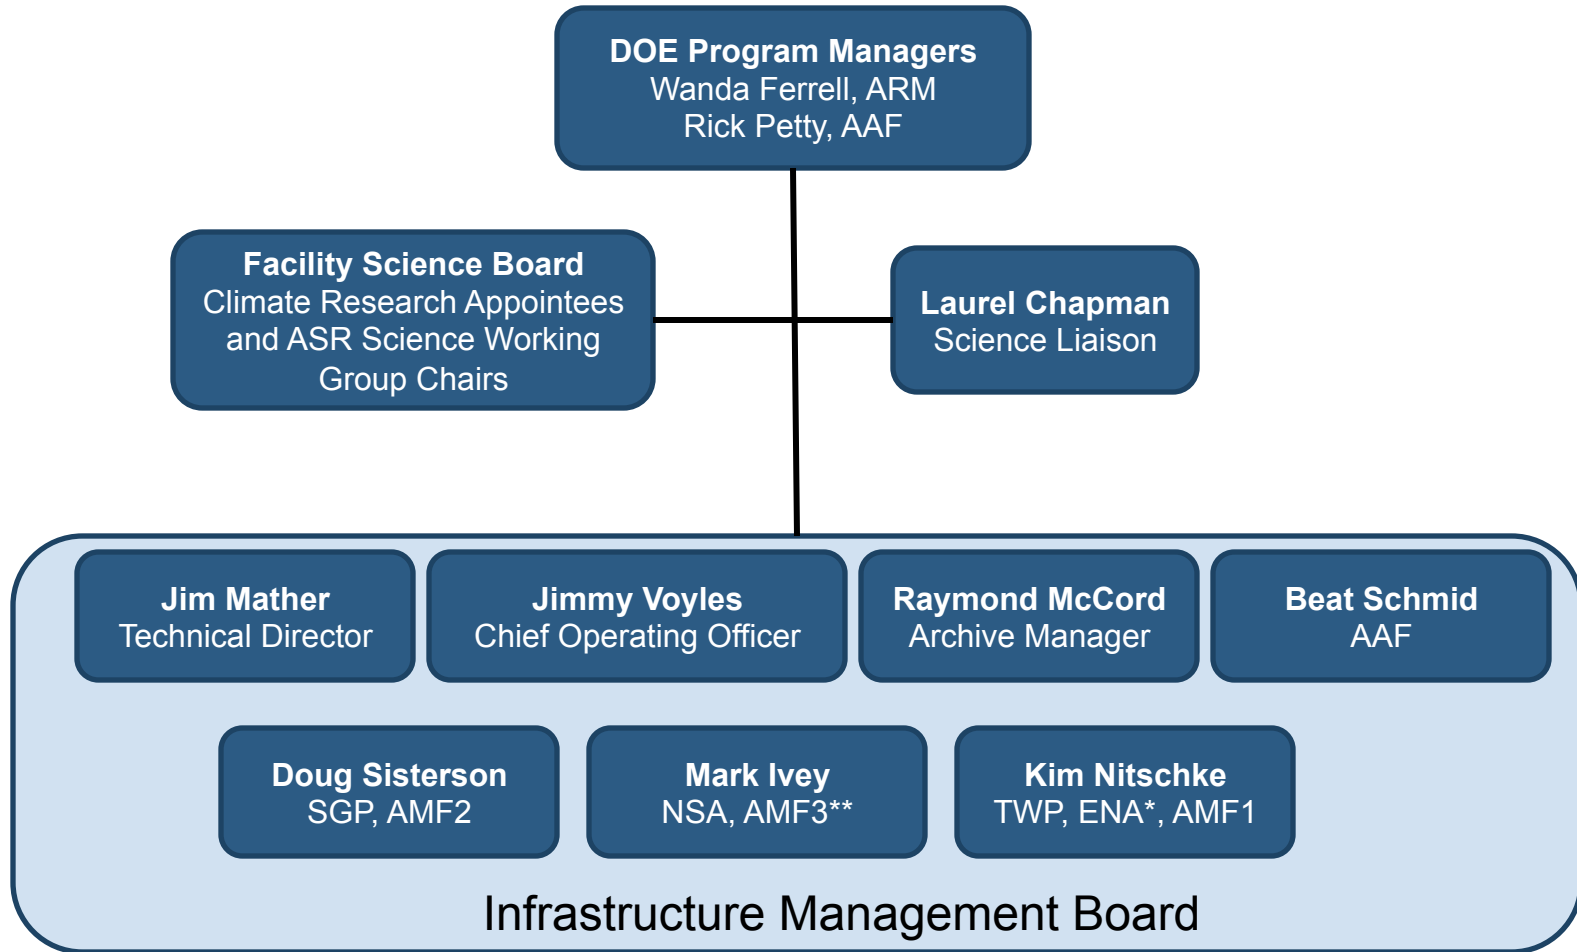 DOE Program Managers
Wanda Ferrell, ARM
Rick Petty, AAF
Facility Science Board
Climate Research Appointees
and ASR Science Working
Group Chairs
Laurel Chapman
Science Liaison
Jim Mather
Technical Director
Jimmy Voyles
Chief Operating Officer
Raymond McCord
Archive Manager
Beat Schmid
AAF
Doug Sisterson
SGP, AMF2
Mark Ivey
NSA, AMF3**
Kim Nitschke
TWP, ENA*, AMF1
Infrastructure Management Board